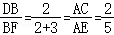 DB/BF = 2/(2+3) = AC/AE = 2/5